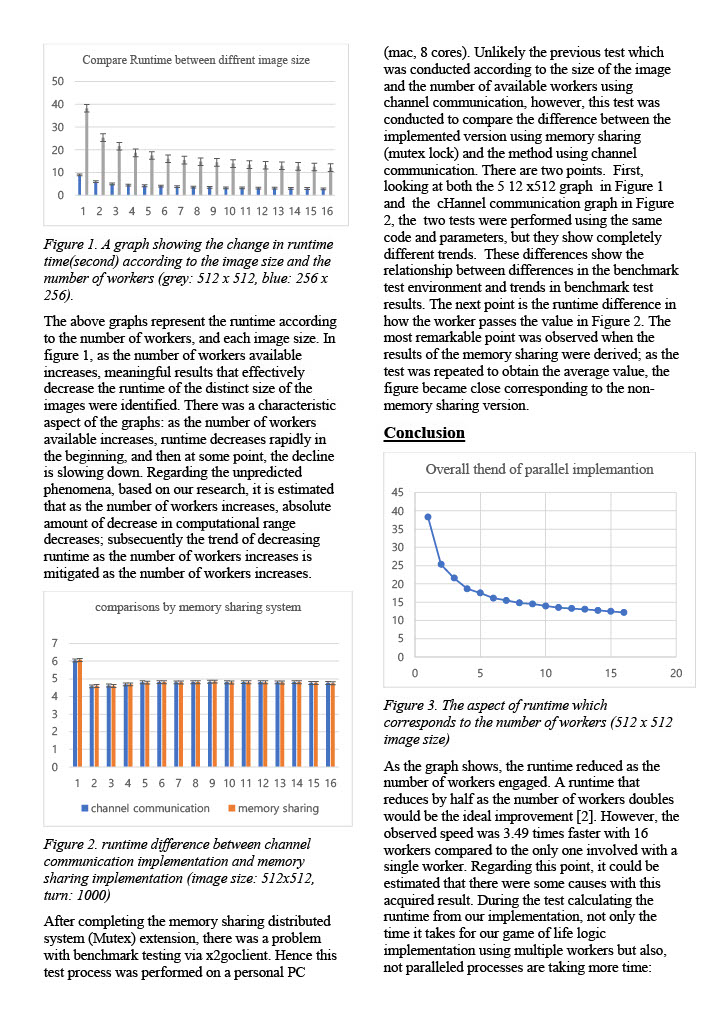 Compare Runtime between diffrent image size
50
40
30
20
10
0
1 2 3 4 5 6 7 8 9 10 11 12 13 14 15 16
Figure 1. A graph showing the change in runtime
time(second) according to the image size and the
number of workers (grey: 512 x 512, blue: 256 x
256).
The above graphs represent the runtime according
to the number of workers, and each image size. In
figure 1, as the number of workers available
increases, meaningful results that effectively
decrease the runtime of the distinct size of the
images were identified. There was a characteristic
aspect of the graphs: as the number of workers
available increases, runtime decreases rapidly in
the beginning, and then at some point, the decline
is slowing down. Regarding the unpredicted
phenomena, based on our research, it is estimated
that as the number of workers increases, absolute
amount of decrease in computational range
decreases; subsecuently the trend of decreasing
runtime as the number of workers increases is
mitigated as the number of workers increases.
comparisons by memory sharing system
7
6
5
4
3
2
1
0
1 2 3 4 5 6 7 8 9 10 11 12 13 14 15 16
channel communication memory sharing
Figure 2. runtime difference between channel
communication implementation and memory
sharing implementation (image size: 512x512,
turn: 1000)
After completing the memory sharing distributed
system (Mutex) extension, there was a problem
with benchmark testing via x2goclient. Hence this
test process was performed on a personal PC
(mac, 8 cores). Unlikely the previous test which
was conducted according to the size of the image
and the number of available workers using
channel communication, however, this test was
conducted to compare the difference between the
implemented version using memory sharing
(mutex lock) and the method using channel
communication. There are two points. First,
looking at both the 5 12 x512 graph in Figure 1
and the cHannel communication graph in Figure
2, the two tests were performed using the same
code and parameters, but they show completely
different trends. These differences show the
relationship between differences in the benchmark
test environment and trends in benchmark test
results. The next point is the runtime difference in
how the worker passes the value in Figure 2. The
most remarkable point was observed when the
results of the memory sharing were derived; as the
test was repeated to obtain the average value, the
figure became close corresponding to the non-
memory sharing version.
Conclusion
Overall thend of parallel implemantion
45
40
35
30
25
20
15
10
5
0
0 5 10 15 20
Figure 3. The aspect of runtime which
corresponds to the number of workers (512 x 512
image size)
As the graph shows, the runtime reduced as the
number of workers engaged. A runtime that
reduces by half as the number of workers doubles
would be the ideal improvement [2]. However, the
observed speed was 3.49 times faster with 16
workers compared to the only one involved with a
single worker. Regarding this point, it could be
estimated that there were some causes with this
acquired result. During the test calculating the
runtime from our implementation, not only the
time it takes for our game of life logic
implementation using multiple workers but also,
not paralleled processes are taking more time: